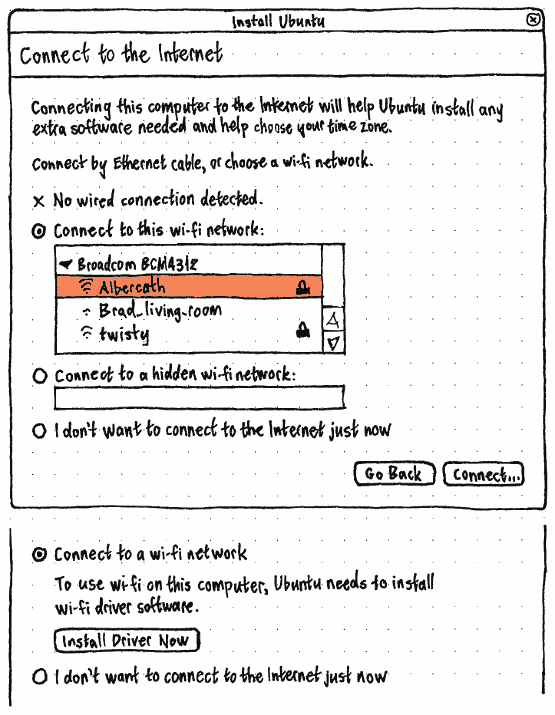 Install Ubuntu
Connect to the Internet
Connecting this computer to the Internet will help Ubuntu install any
extra software needed and help choose your time zone.
Connect by Ethernet cable, or choose a wi-fi network.
x No wired connection detected.
Connect to this wi-fi network:
Broadcom BCM4312
Albercath
Brad_living_room
twisty
Connect to a hidden wi-fi network:
I don't want to connect to the Internet just now
Go Back
Connect...
Connect to a wi-fi network
To use wi-fi on this computer, Ubuntu needs to install
wi-fi driver software.
Install Driver Now
I don't want to connect to the Internet just now